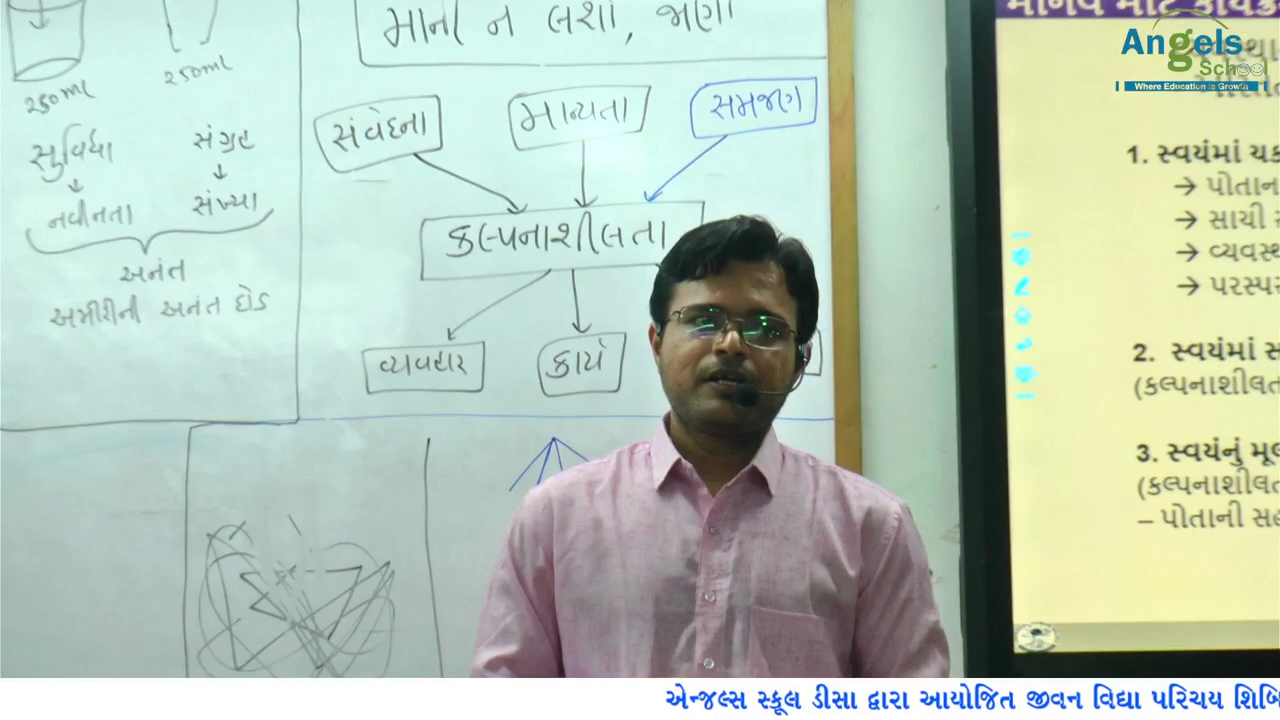 માની ન લેશો, જાણો
250ml
250ml
સુવિધા
સંગ્રહ
નવીનતા
સંખ્યા
અનંત
અમીરીની અનંત દોડ
સંવેદના
માન્યતા
સમજણ
કલ્પનાશીલતા
વ્યવહાર
કાર્ય
Angels
School
Where Education is Growth
1. સ્વયંમાં
→ પોતાન
→ સાચી
→ વ્યવસ્થ
→ પરસ્પર
2. સ્વયંમાં સ
(કલ્પનાશીલત
3. સ્વયંનું મૂલ
(કલ્પનાશીલત
– પોતાની સહ
એન્જલ્સ સ્કૂલ ડીસા દ્વારા આયોજિત જીવન વિદ્યા પરિચય શિબિ